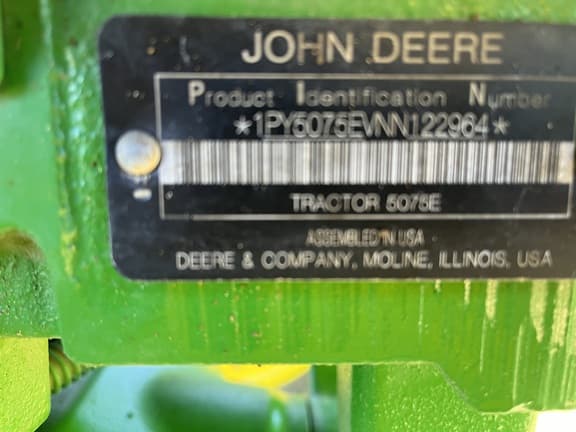 JOHN DEERE
Product Identification Number
*1PY5075EVNN122964*
TRACTOR 5075E
ASSEMBLED IN USA
DEERE & COMPANY, MOLINE, ILLINOIS, USA